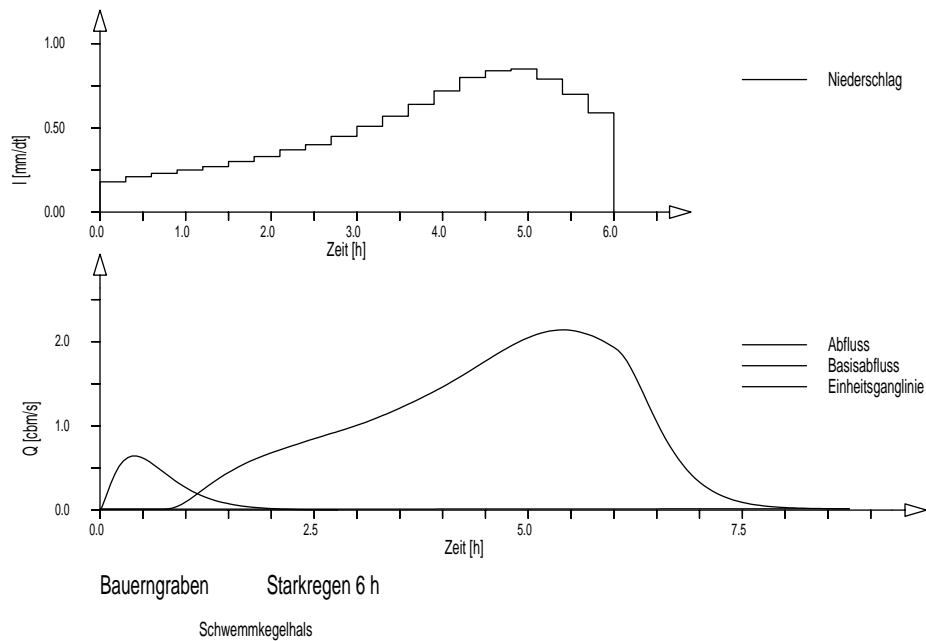 1.00
Niederschlag
0.50
I [mm/dt]
0.00
0.0 1.0 2.0 3.0 4.0 5.0 6.0
Zeit [h]
2.0
Abfluss
Basisabfluss
Einheitsganglinie
1.0
Q [cbm/s]
0.0
0.0 2.5 5.0 7.5
Zeit [h]
Bauerngraben Starkregen 6 h
Schwemmkegelhals